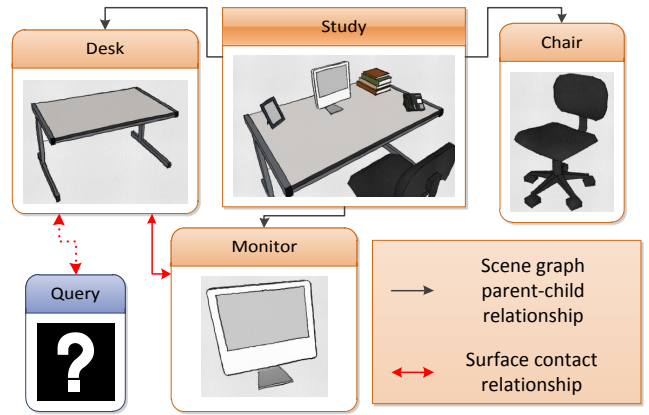 Study
Desk
Chair
Monitor
Query
?
Scene graph
parent-child
relationship
Surface contact
relationship